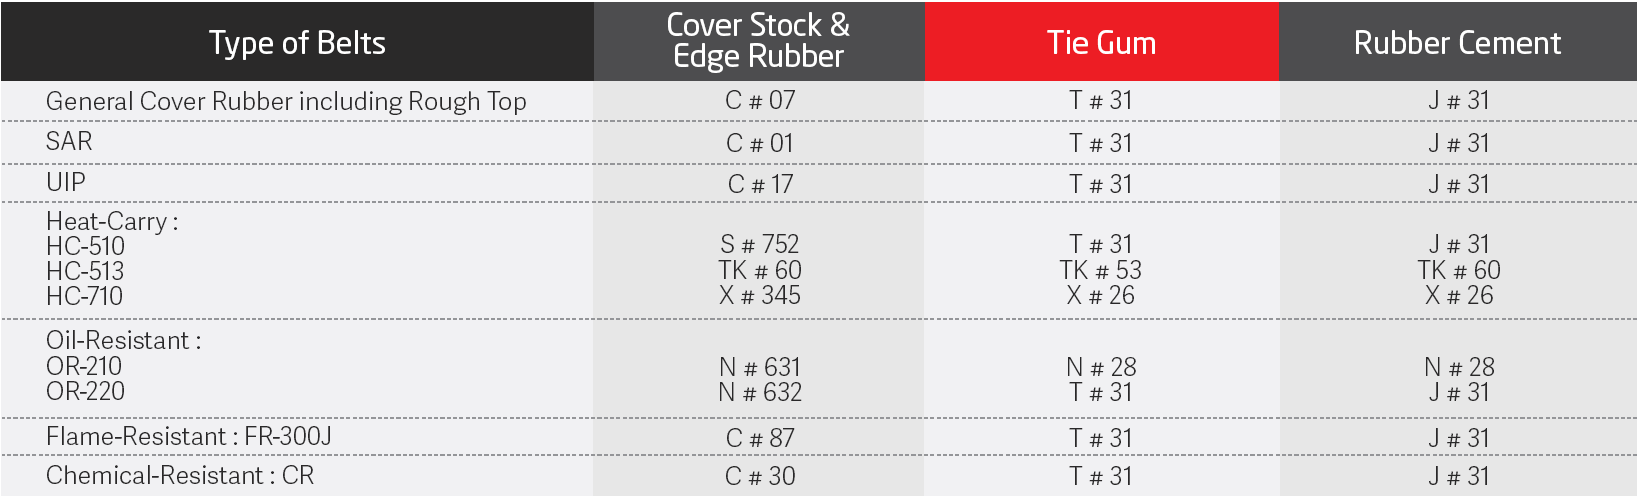 Type of Belts Cover Stock & Edge Rubber Tie Gum Rubber Cement
General Cover Rubber including Rough Top C # 07 T # 31 J # 31
SAR C # 01 T # 31 J # 31
UIP C # 17 T # 31 J # 31
Heat-Carry :
HC-510 S # 752 T # 31 J # 31
HC-513 TK # 60 TK # 53 TK # 60
HC-710 X # 345 X # 26 X # 26
Oil-Resistant :
OR-210 N # 631 N # 28 N # 28
OR-220 N # 632 T # 31 J # 31
Flame-Resistant : FR-300J C # 87 T # 31 J # 31
Chemical-Resistant : CR C # 30 T # 31 J # 31